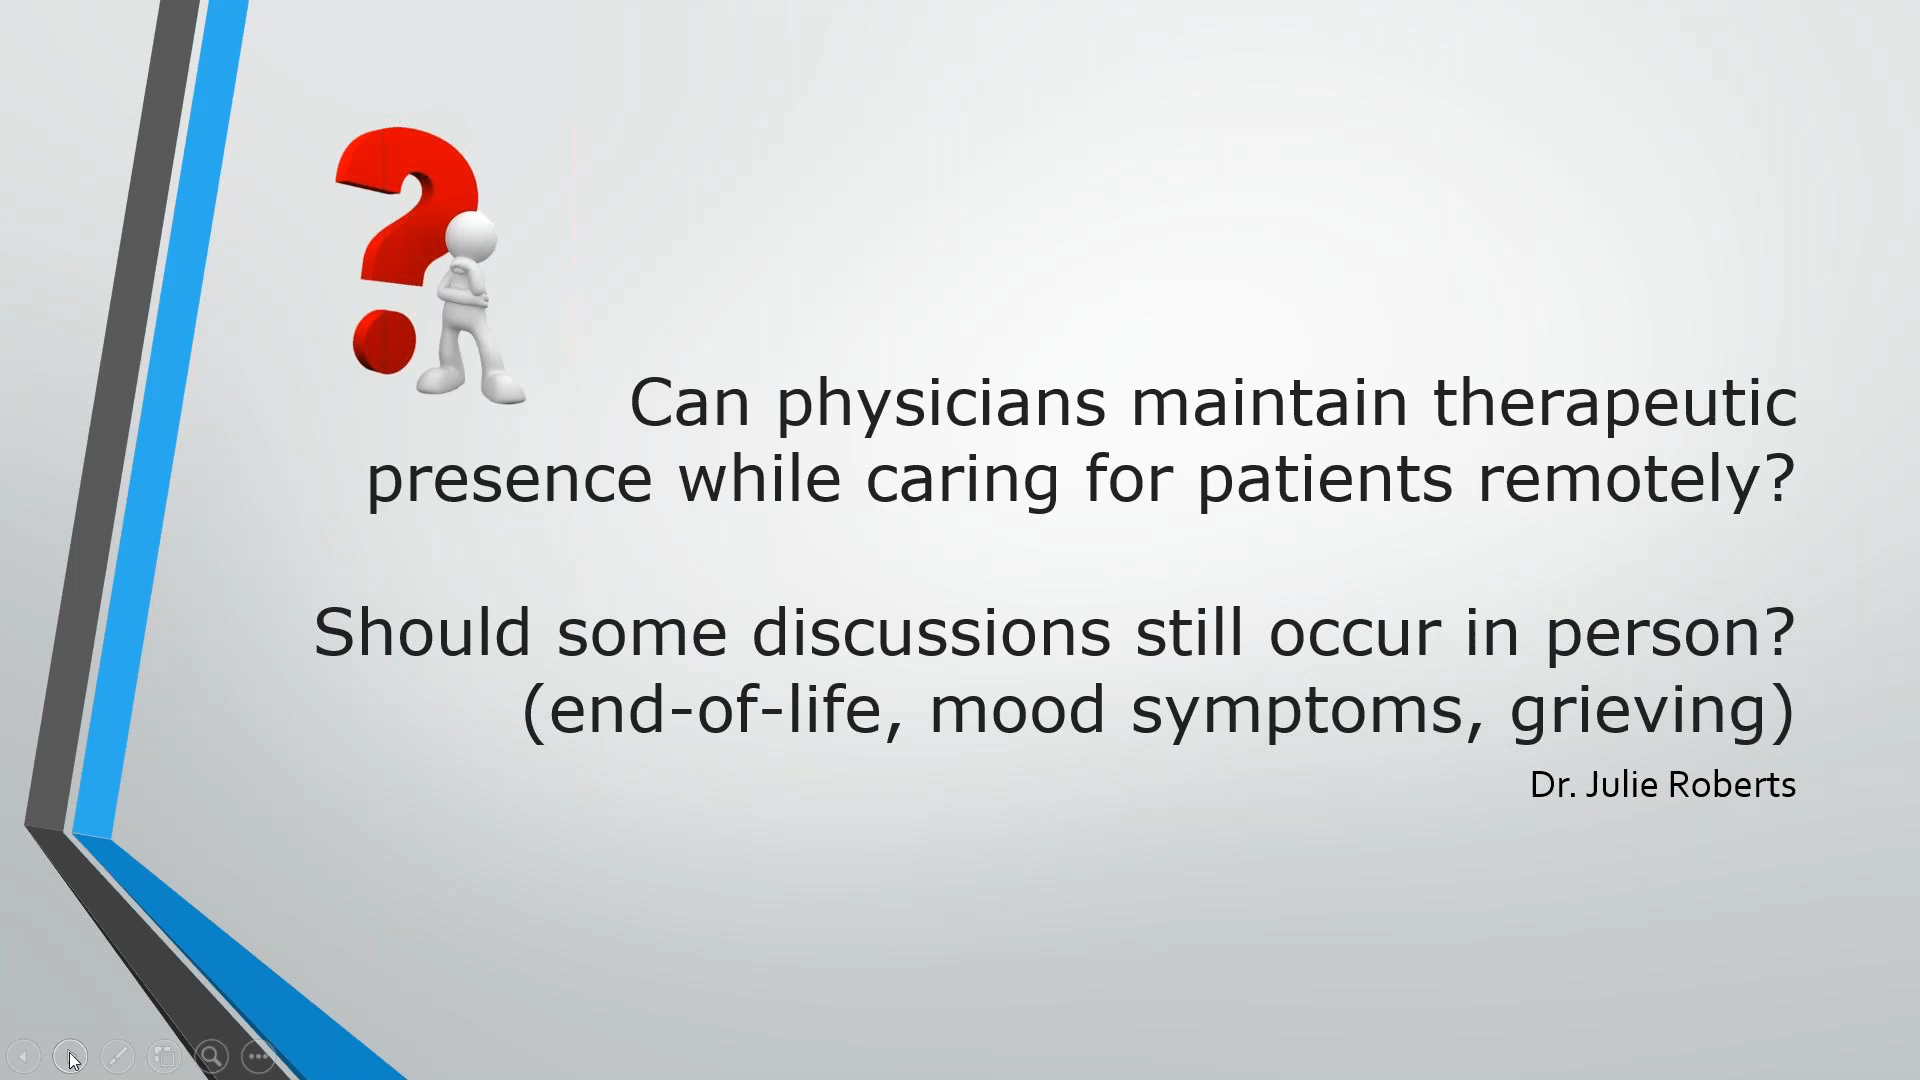 Can physicians maintain therapeutic
presence while caring for patients remotely?
Should some discussions still occur in person?
(end-of-life, mood symptoms, grieving)
Dr. Julie Roberts